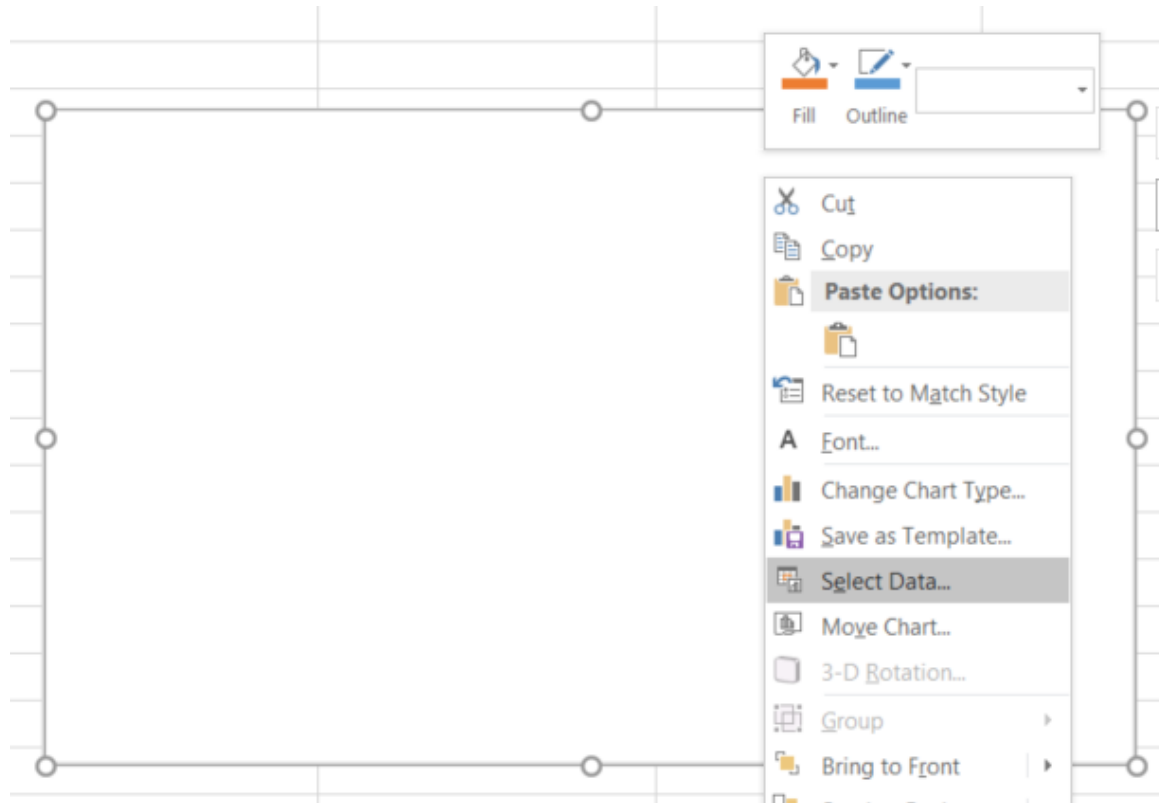 Fill
Outline
Cut
Copy
Paste Options:
Reset to Match Style
A
Font...
Change Chart Type...
Save as Template...
Select Data...
Move Chart...
3-D Rotation...
Group
Bring to Front